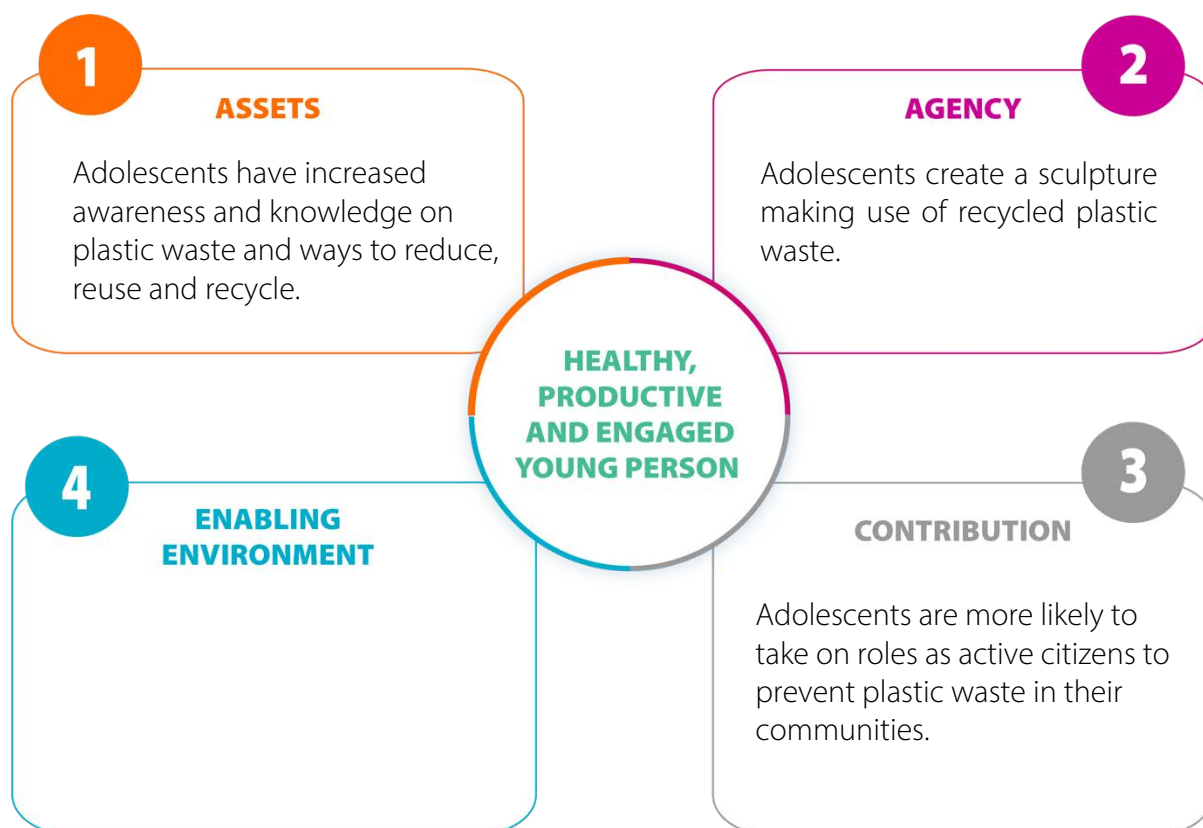 1
ASSETS
Adolescents have increased
awareness and knowledge on
plastic waste and ways to reduce,
reuse and recycle.
2
AGENCY
Adolescents create a sculpture
making use of recycled plastic
waste.
HEALTHY,
PRODUCTIVE
AND ENGAGED
YOUNG PERSON
4
ENABLING
ENVIRONMENT
3
CONTRIBUTION
Adolescents are more likely to
take on roles as active citizens to
prevent plastic waste in their
communities.